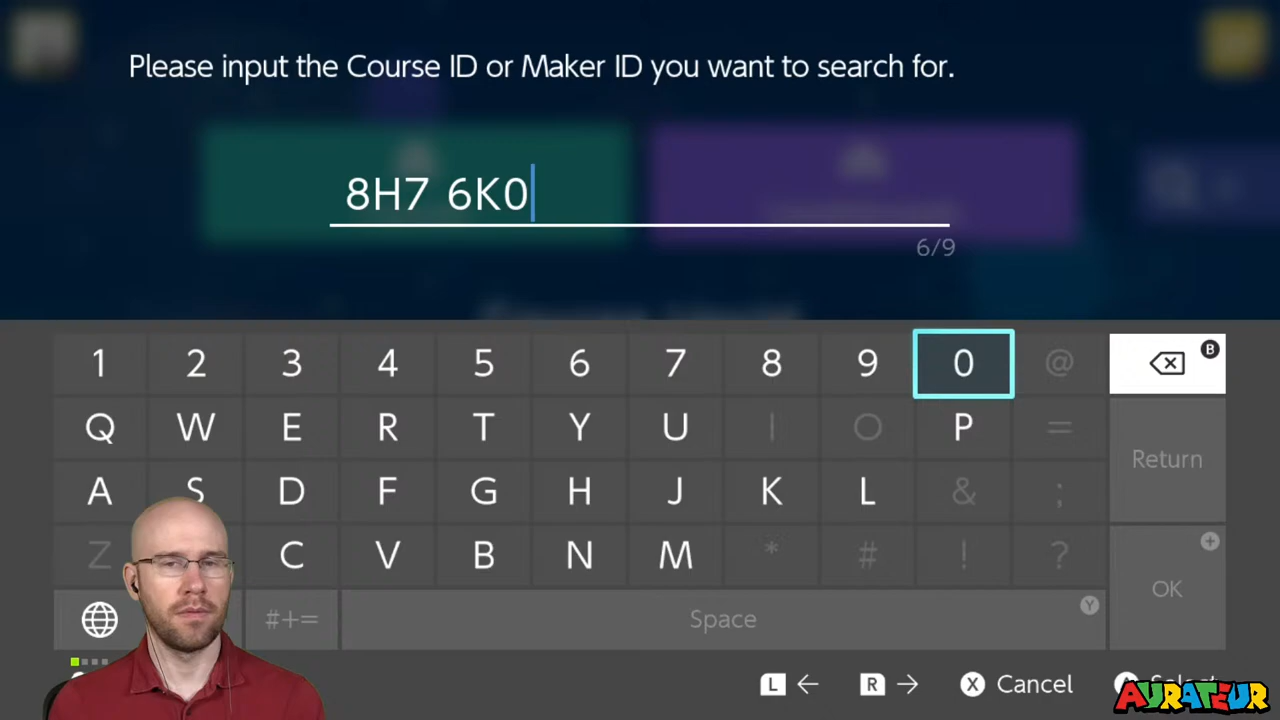 Please input the Course ID or Maker ID you want to search for.
8H7 6K0
6/9
1 2 3 4 5 6 7 8 9 0 @ B
Q W E R T Y U I O P =
Return
A S D F G H J K L & ;
Z C V B N M * # ! ? +
OK
#+= Space Y
L ← R → X Cancel Select
AURATEUR